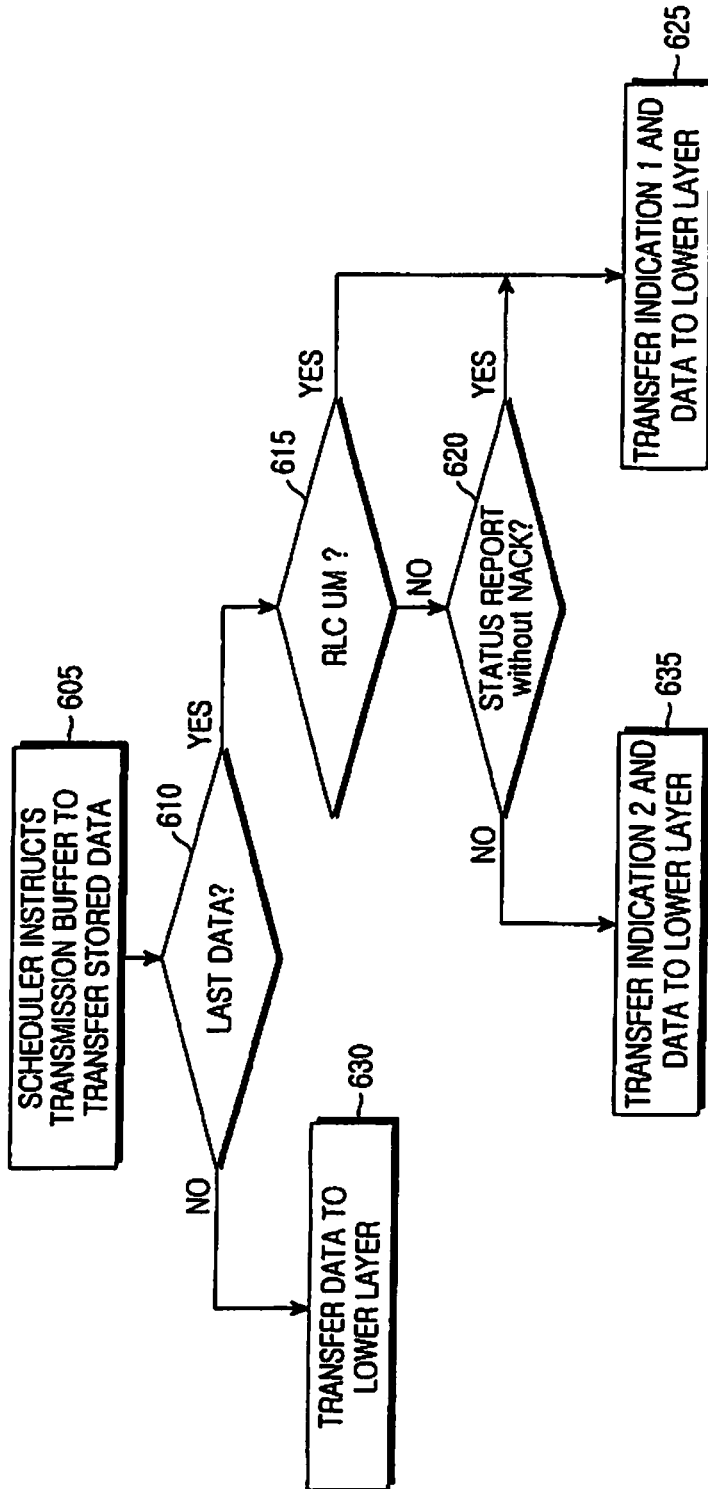 SCHEDULER INSTRUCTS
TRANSMISSION BUFFER TO
TRANSFER STORED DATA
605
610
LAST DATA?
YES
NO
615
RLC UM ?
YES
NO
620
STATUS REPORT
without NACK?
YES
NO
TRANSFER DATA TO
LOWER LAYER
630
TRANSFER INDICATION 2 AND
DATA TO LOWER LAYER
635
TRANSFER INDICATION 1 AND
DATA TO LOWER LAYER
625